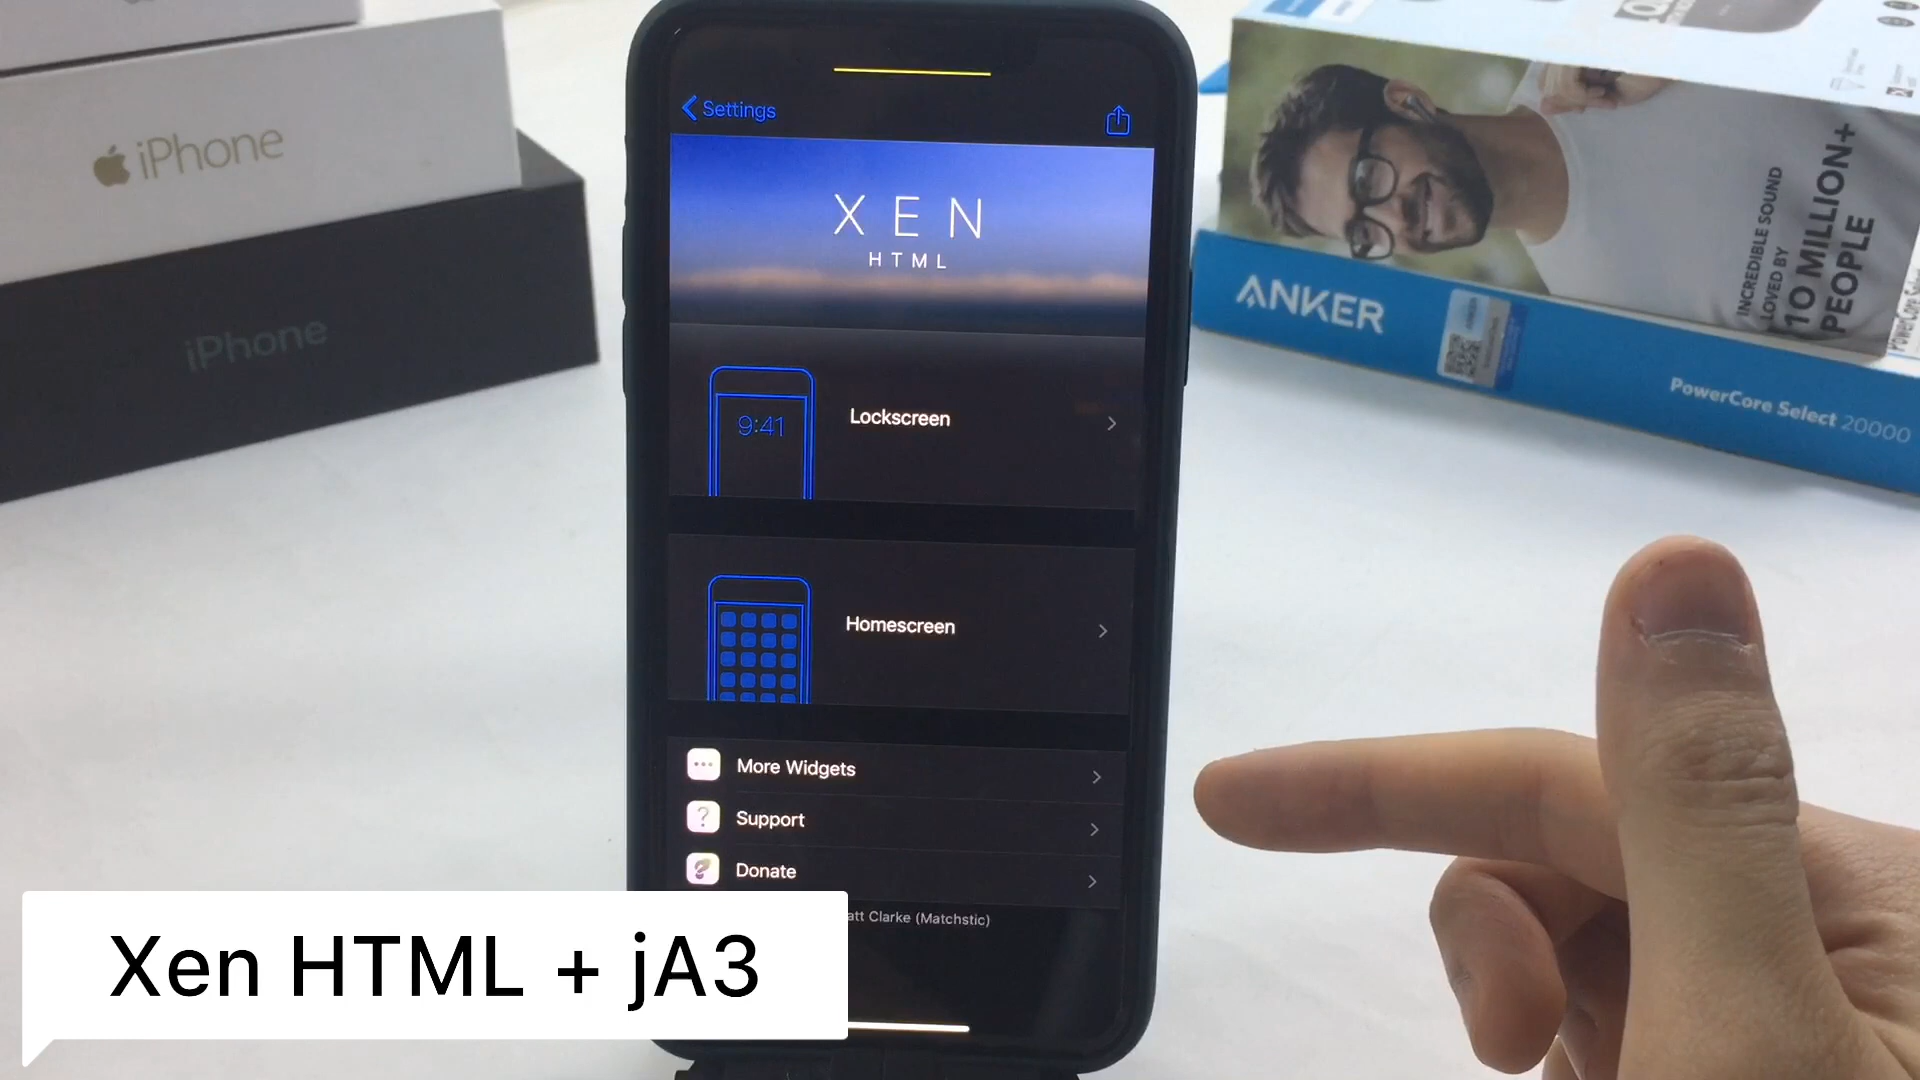 iPhone
iPhone
Settings
XEN
HTML
9:41
Lockscreen
Homescreen
More Widgets
Support
Donate
att Clarke (Matchstic)
Xen HTML + jA3
INCREDIBLE SOUND
LOVED BY
10 MILLION+
PEOPLE
ANKER
PowerCore Select 20000